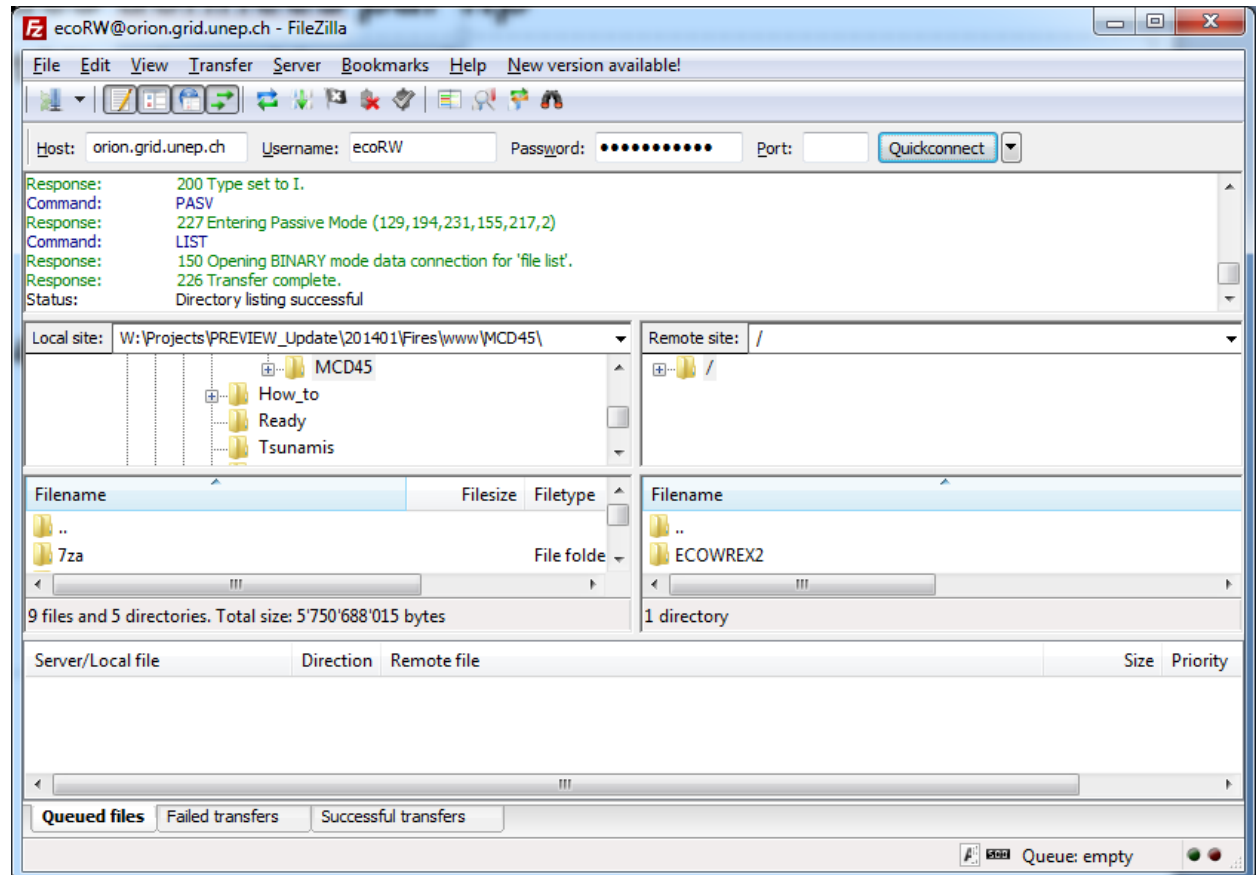 ecoRW@orion.grid.unep.ch - FileZilla
File Edit View Transfer Server Bookmarks Help New version available!
Host: orion.grid.unep.ch Username: ecoRW Password: ●●●●●●●●●●● Port: Quickconnect
Response: 200 Type set to I.
Command: PASV
Response: 227 Entering Passive Mode (129,194,231,155,217,2)
Command: LIST
Response: 150 Opening BINARY mode data connection for 'file list'.
Response: 226 Transfer complete.
Status: Directory listing successful
Local site: W:\Projects\PREVIEW_Update\201401\Fires\www\MCD45\
MCD45
How_to
Ready
Tsunamis
Remote site: /
/
Filename Filesize Filetype
..
7za File folde
9 files and 5 directories. Total size: 5'750'688'015 bytes
Filename
..
ECOWREX2
1 directory
Server/Local file Direction Remote file Size Priority
Queued files Failed transfers Successful transfers
Queue: empty